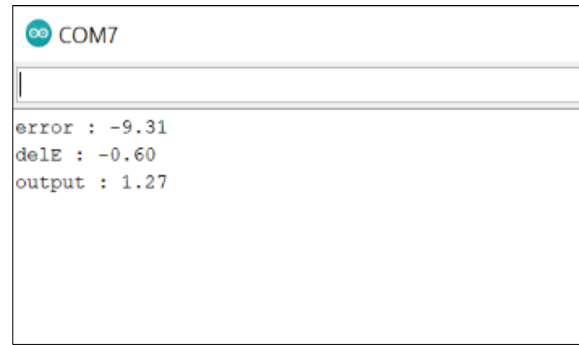 COM7
error : -9.31
delE : -0.60
output : 1.27